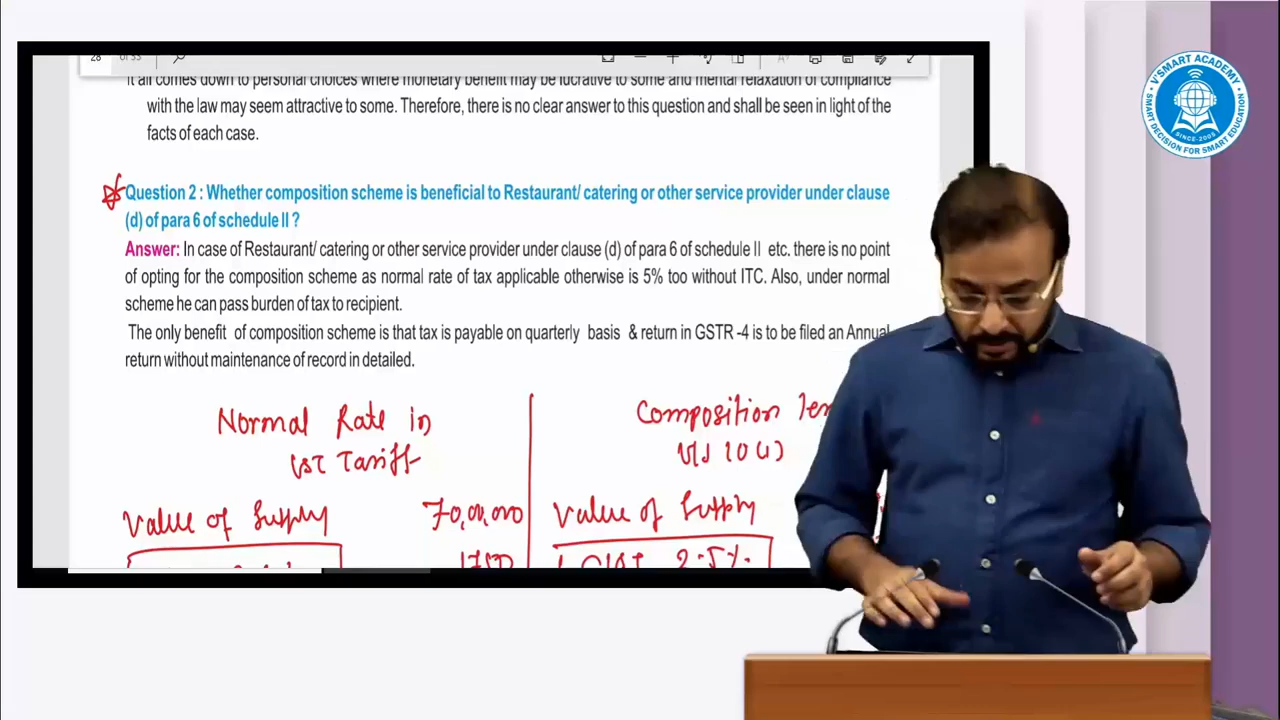 28 of 55
It all comes down to personal choices where monetary benefit may be lucrative to some and mental relaxation of compliance
with the law may seem attractive to some. Therefore, there is no clear answer to this question and shall be seen in light of the
facts of each case.
Question 2 : Whether composition scheme is beneficial to Restaurant/ catering or other service provider under clause
(d) of para 6 of schedule II ?
Answer: In case of Restaurant/ catering or other service provider under clause (d) of para 6 of schedule II etc. there is no point
of opting for the composition scheme as normal rate of tax applicable otherwise is 5% too without ITC. Also, under normal
scheme he can pass burden of tax to recipient.
The only benefit of composition scheme is that tax is payable on quarterly basis & return in GSTR -4 is to be filed an Annual
return without maintenance of record in detailed.
Normal Rate in
GST Tariff
Composition
U/s 10(1)
Value of Supply 70,00,000
Value of Supply
CGST 2.5%
V'SMART ACADEMY
SMART DECISION FOR SMART EDUCATION
SINCE-2005